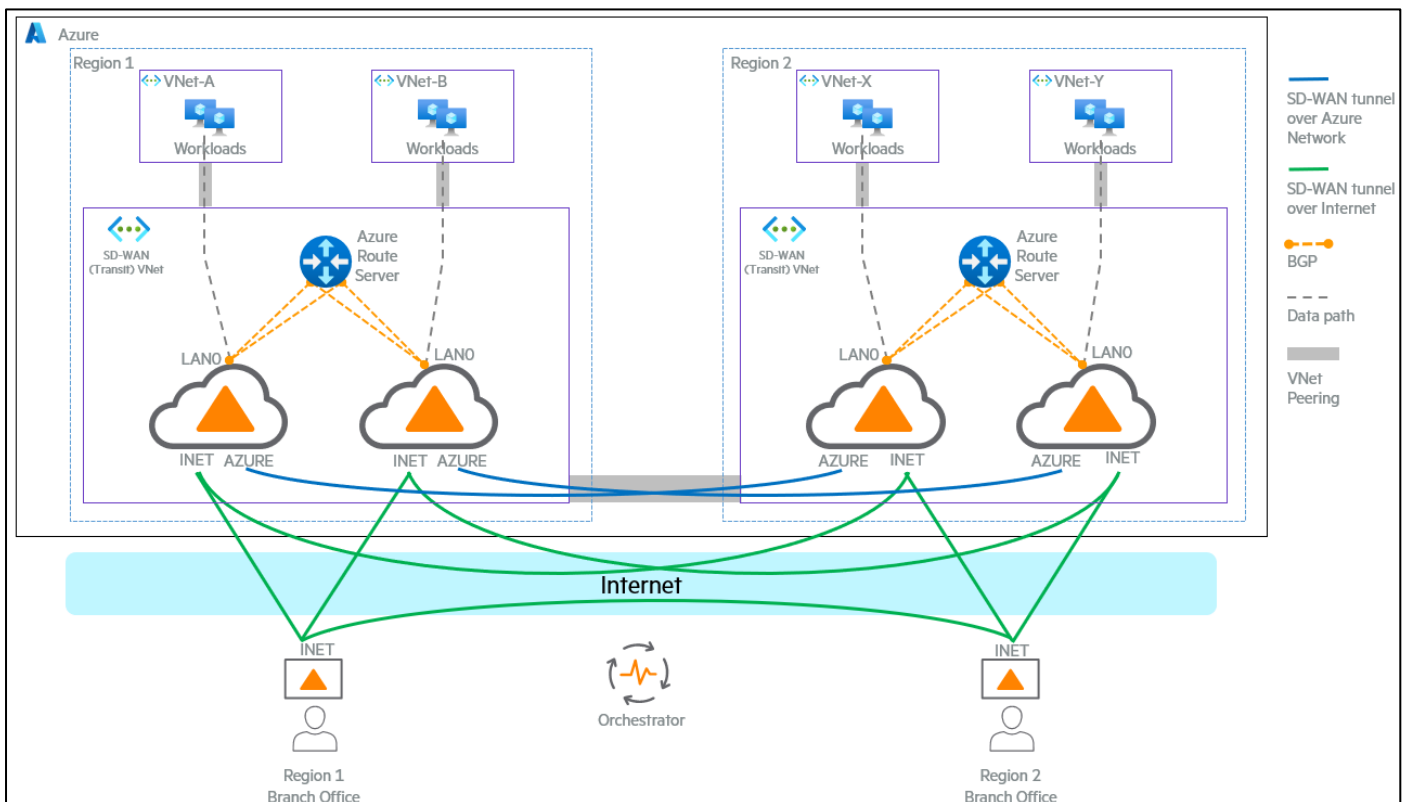 Azure
Region 1
VNet-A
VNet-B
Workloads
Workloads
SD-WAN
(Transit) VNet
Azure
Route
Server
LAN0
LAN0
INET
AZURE
INET
AZURE
Region 2
VNet-X
VNet-Y
Workloads
Workloads
SD-WAN
(Transit) VNet
Azure
Route
Server
LAN0
LAN0
AZURE
INET
AZURE
INET
SD-WAN tunnel
over Azure
Network
SD-WAN tunnel
over Internet
BGP
Data path
VNet
Peering
Internet
INET
Region 1
Branch Office
Orchestrator
INET
Region 2
Branch Office